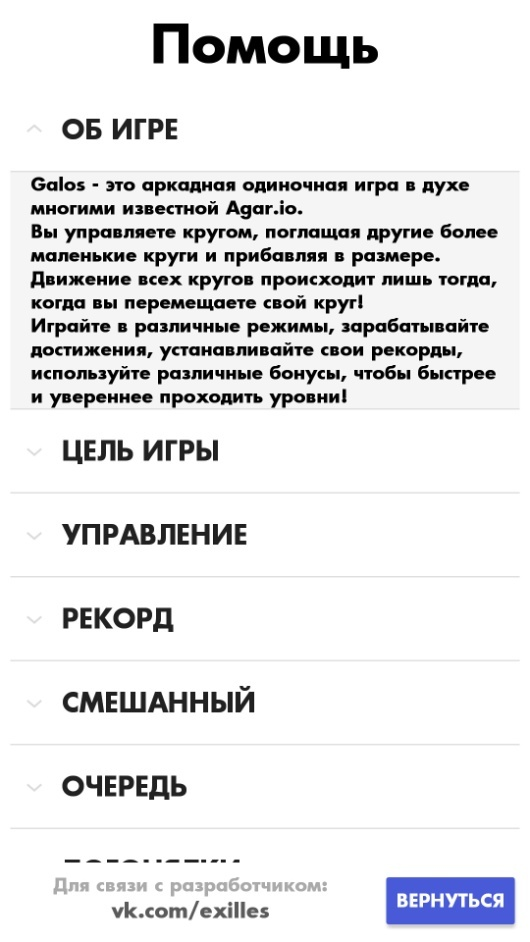 Помощь
ОБ ИГРЕ
Galos - это аркадная одиночная игра в духе
многими известной Agar.io.
Вы управляете кругом, поглащая другие более
маленькие круги и прибавляя в размере.
Движение всех кругов происходит лишь тогда,
когда вы перемещаете свой круг!
Играйте в различные режимы, зарабатывайте
достижения, устанавливайте свои рекорды,
используйте различные бонусы, чтобы быстрее
и увереннее проходить уровни!
ЦЕЛЬ ИГРЫ
УПРАВЛЕНИЕ
РЕКОРД
СМЕШАННЫЙ
ОЧЕРЕДЬ
Для связи с разработчиком:
vk.com/exilles
ВЕРНУТЬСЯ